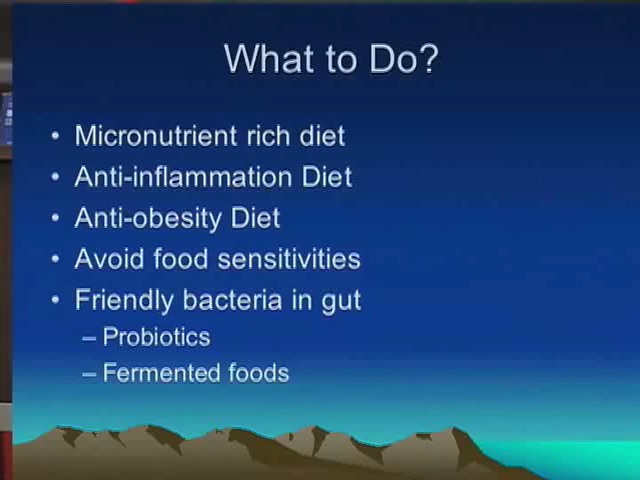 What to Do?
• Micronutrient rich diet
• Anti-inflammation Diet
• Anti-obesity Diet
• Avoid food sensitivities
• Friendly bacteria in gut
– Probiotics
– Fermented foods